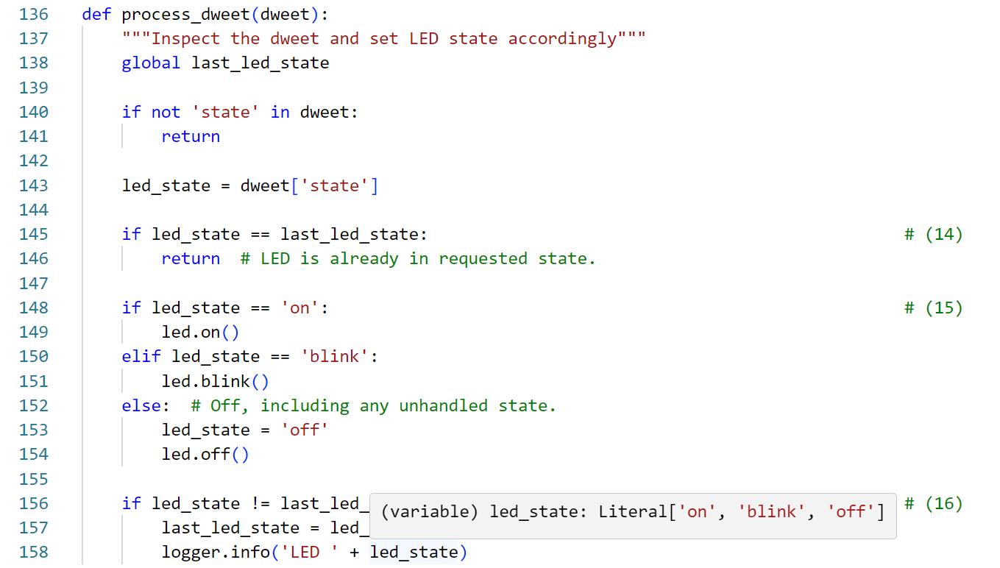 136 def process_dweet(dweet):
137     """Inspect the dweet and set LED state accordingly"""
138     global last_led_state
139
140     if not 'state' in dweet:
141         return
142
143     led_state = dweet['state']
144
145     if led_state == last_led_state: # (14)
146         return  # LED is already in requested state.
147
148     if led_state == 'on': # (15)
149         led.on()
150     elif led_state == 'blink':
151         led.blink()
152     else:  # Off, including any unhandled state.
153         led_state = 'off'
154         led.off()
155
156     if led_state != last_led_ # (16)
(variable) led_state: Literal['on', 'blink', 'off']
157         last_led_state = led_
158         logger.info('LED ' + led_state)